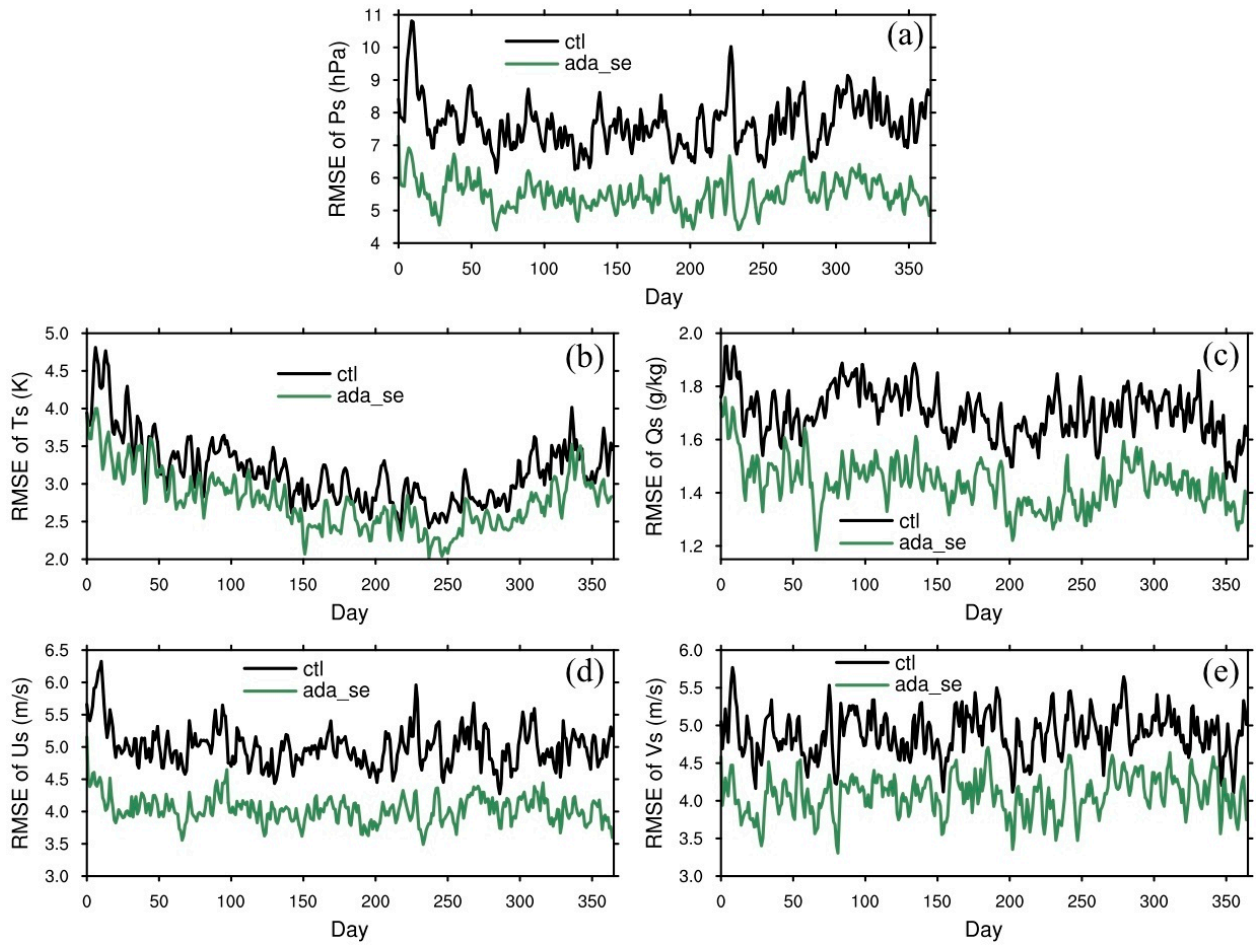 (a)
RMSE of Ps (hPa)
11
10
9
8
7
6
5
4
ctl
ada_se
0 50 100 150 200 250 300 350
Day
(b)
RMSE of Ts (K)
5.0
4.5
4.0
3.5
3.0
2.5
2.0
ctl
ada_se
0 50 100 150 200 250 300 350
Day
(c)
RMSE of Qs (g/kg)
2.0
1.8
1.6
1.4
1.2
ctl
ada_se
0 50 100 150 200 250 300 350
Day
(d)
RMSE of Us (m/s)
6.5
6.0
5.5
5.0
4.5
4.0
3.5
3.0
ctl
ada_se
0 50 100 150 200 250 300 350
Day
(e)
RMSE of Vs (m/s)
6.0
5.5
5.0
4.5
4.0
3.5
3.0
ctl
ada_se
0 50 100 150 200 250 300 350
Day